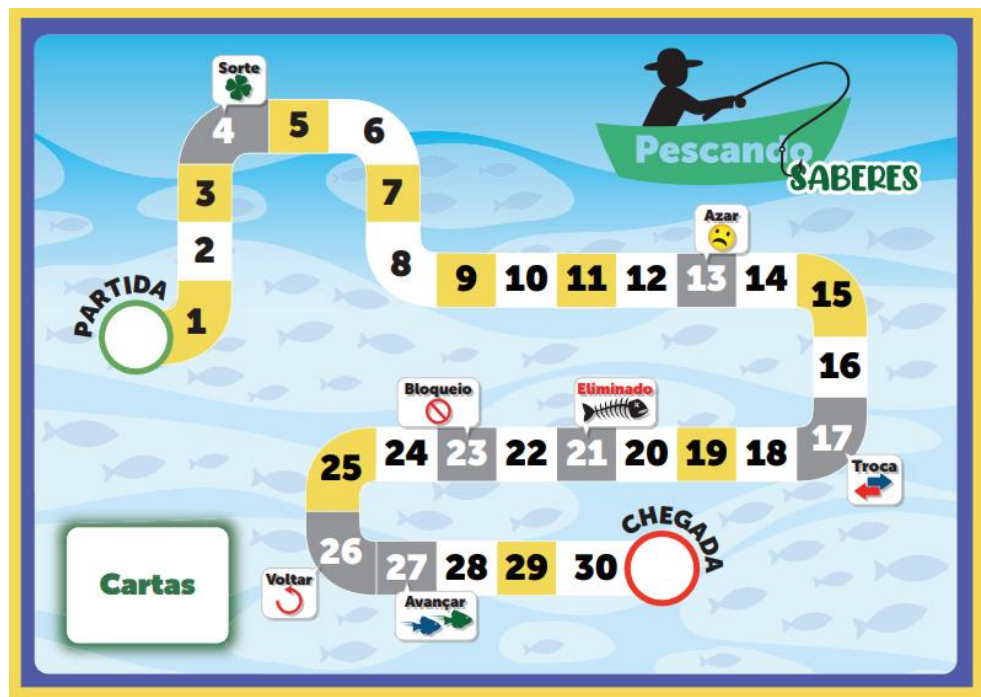 Sorte
4
5
6
3
7
2
8
PARTIDA
1
Pescando
SABERES
Azar
9
10
11
12
13
14
15
16
17
Troca
Bloqueio
Eliminado
25
24
23
22
21
20
19
18
CHEGADA
26
27
28
29
30
Voltar
Avançar
Cartas